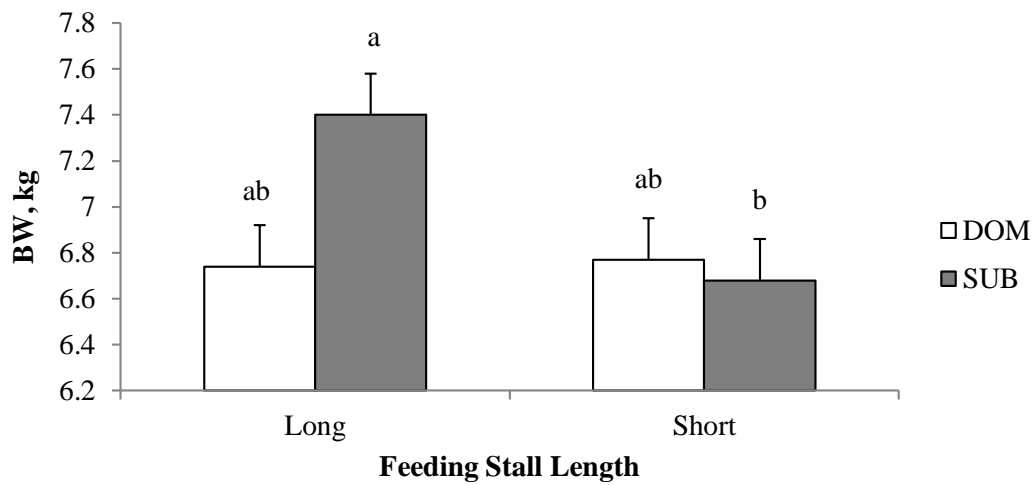 7.8
7.6
7.4
7.2
7
6.8
6.6
6.4
6.2
BW, kg
ab
a
ab
b
Long
Short
Feeding Stall Length
DOM
SUB